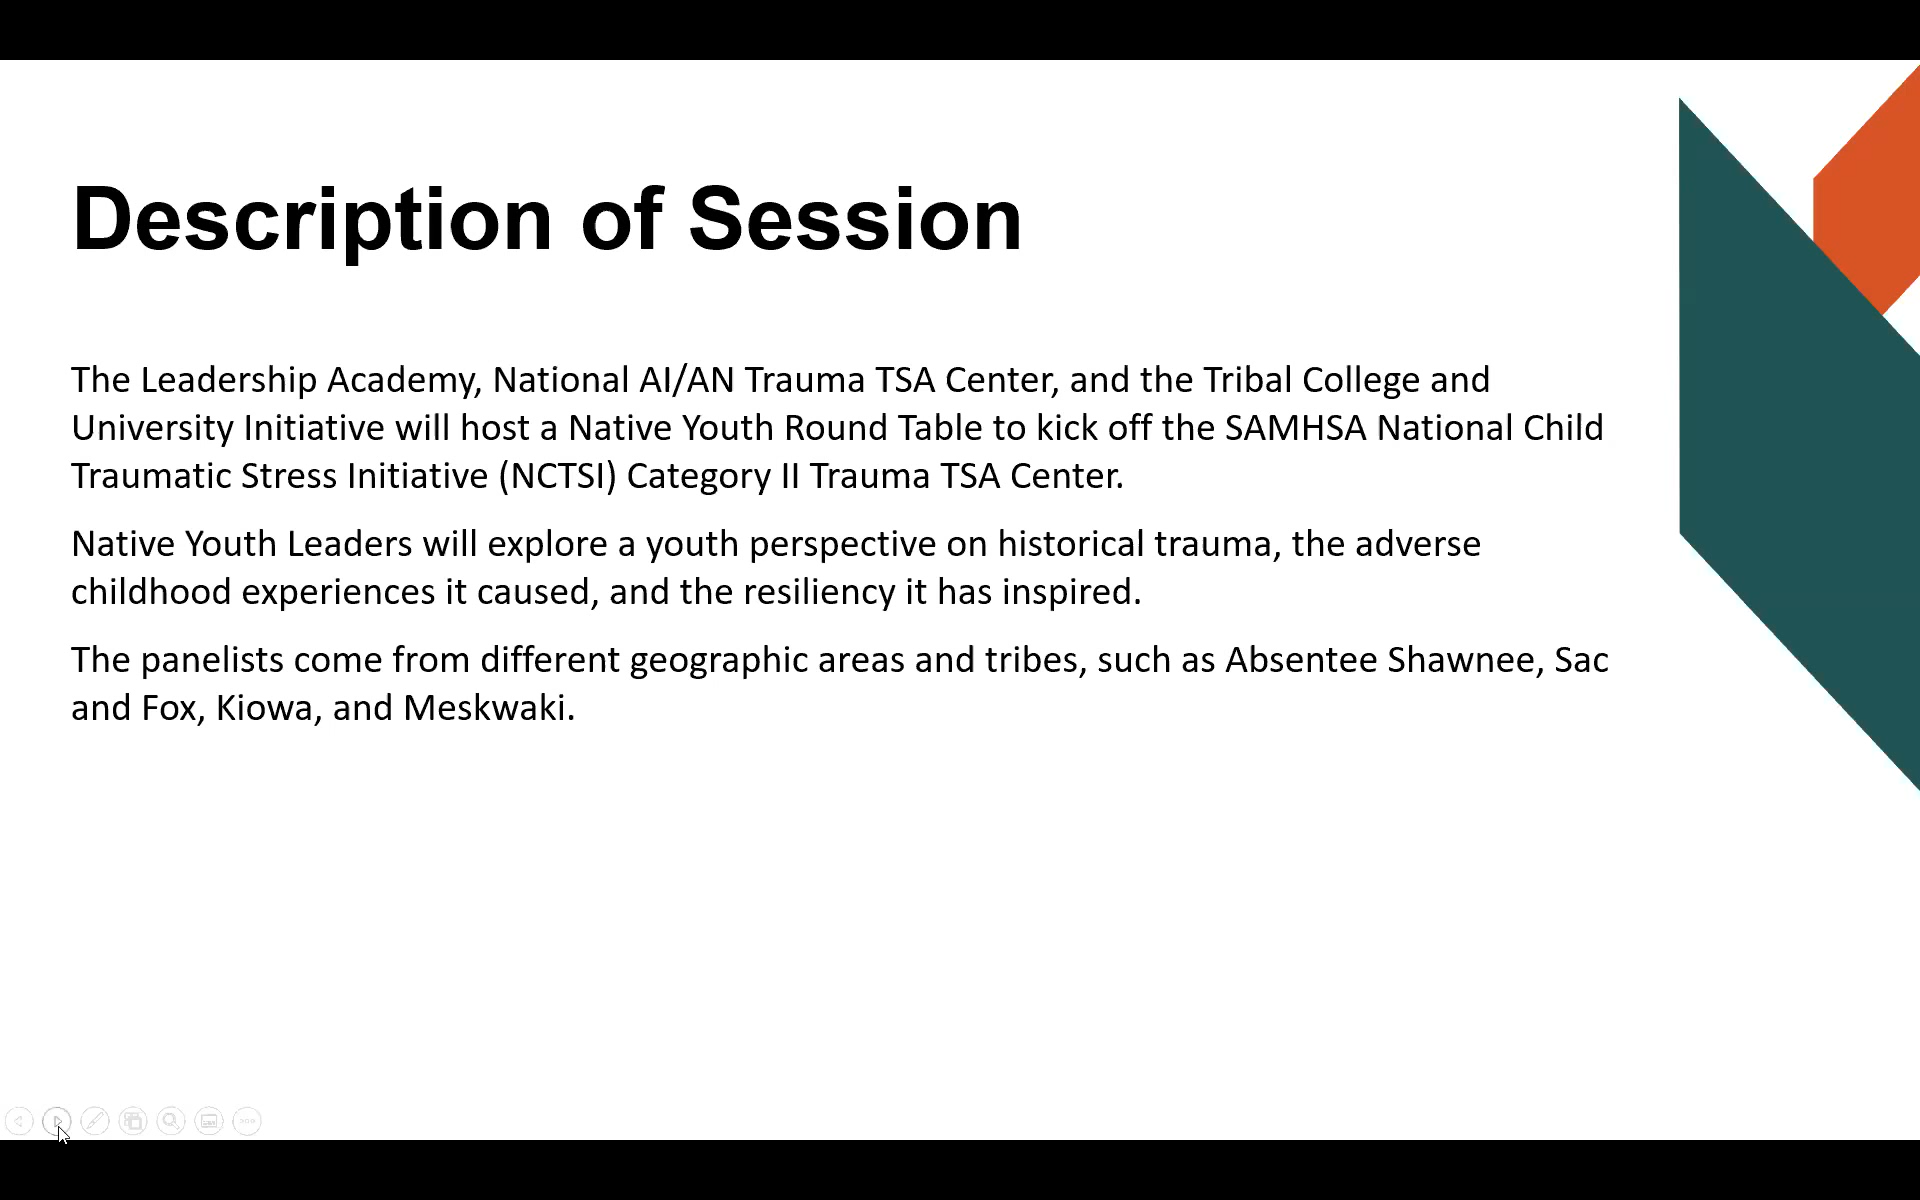 Description of Session
The Leadership Academy, National AI/AN Trauma TSA Center, and the Tribal College and
University Initiative will host a Native Youth Round Table to kick off the SAMHSA National Child
Traumatic Stress Initiative (NCTSI) Category II Trauma TSA Center.
Native Youth Leaders will explore a youth perspective on historical trauma, the adverse
childhood experiences it caused, and the resiliency it has inspired.
The panelists come from different geographic areas and tribes, such as Absentee Shawnee, Sac
and Fox, Kiowa, and Meskwaki.